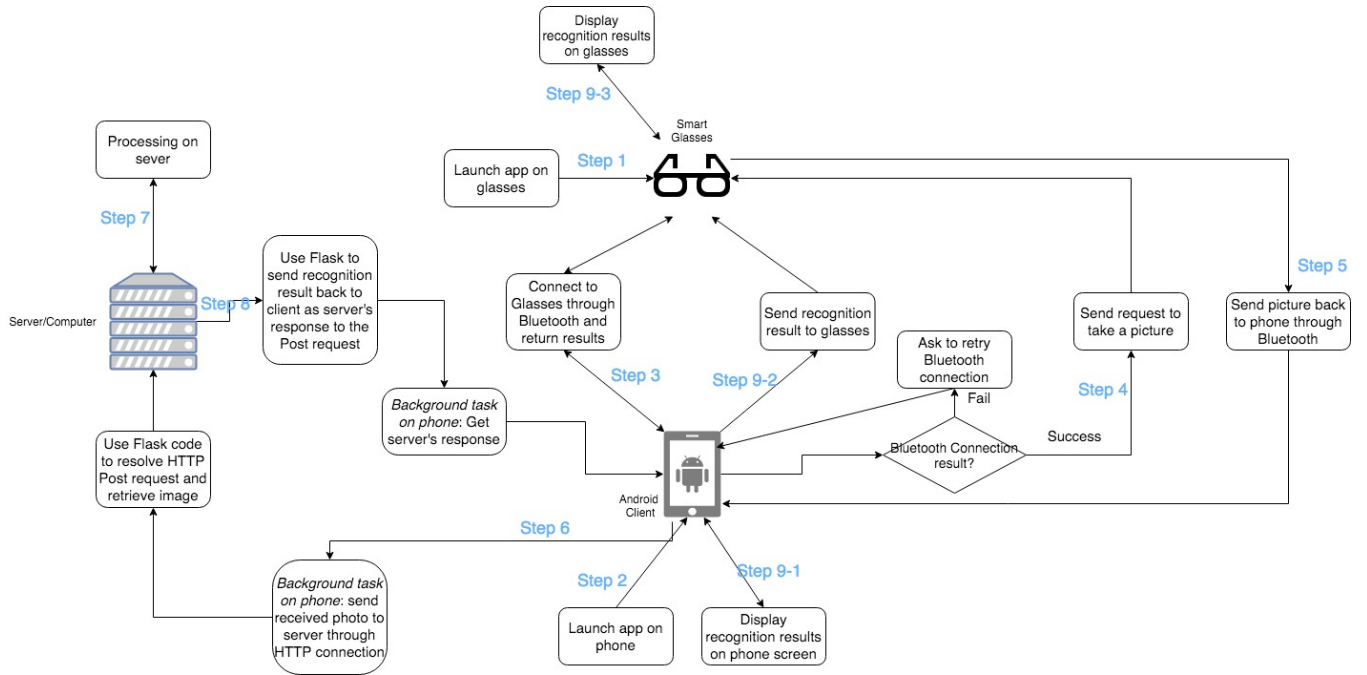 Display
recognition results
on glasses
Step 9-3
Smart
Glasses
Processing on
sever
Launch app on
glasses
Step 1
Step 7
Use Flask to
send recognition
result back to
client as server's
response to the
Post request
Step 8
Server/Computer
Connect to
Glasses through
Bluetooth and
return results
Send recognition
result to glasses
Send request to
take a picture
Step 5
Send picture back
to phone through
Bluetooth
Ask to retry
Bluetooth
connection
Step 3
Step 9-2
Step 4
Fail
Background task
on phone: Get
server's response
Bluetooth Connection
result?
Success
Use Flask code
to resolve HTTP
Post request and
retrieve image
Android
Client
Step 6
Background task
on phone: send
received photo to
server through
HTTP connection
Step 2
Step 9-1
Launch app on
phone
Display
recognition results
on phone screen